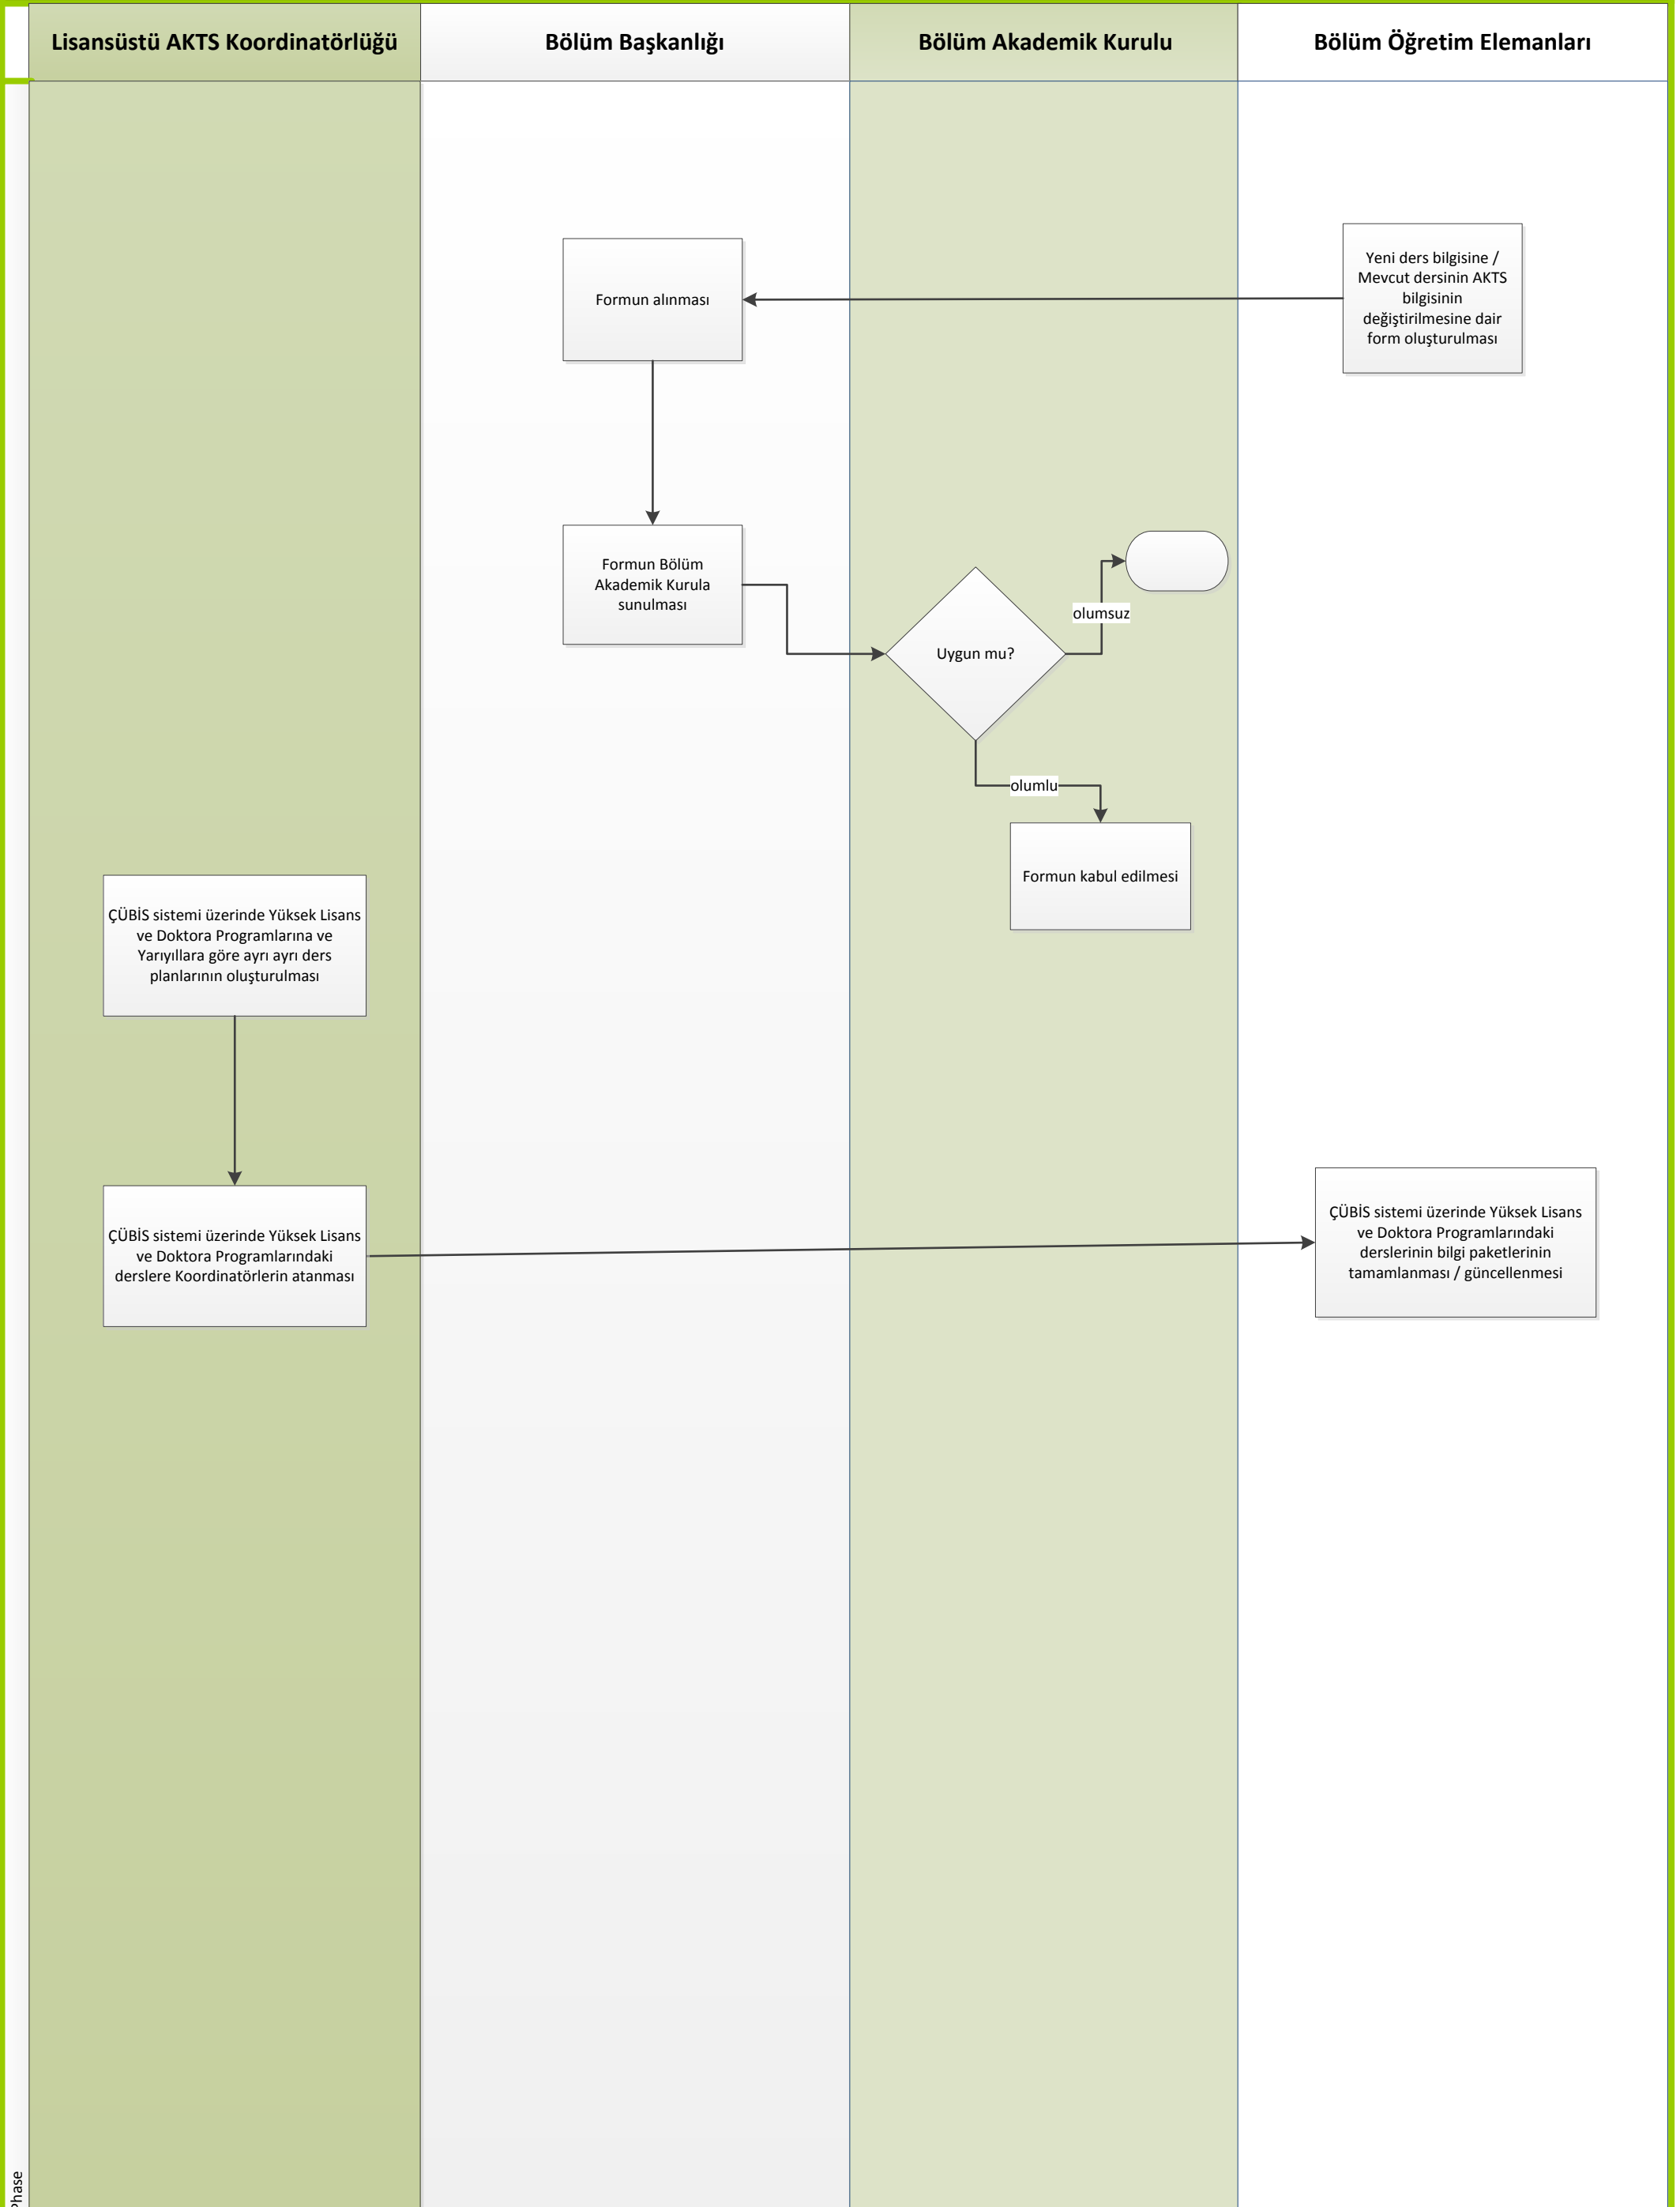 Lisansüstü AKTS Koordinatörlüğü
Bölüm Başkanlığı
Bölüm Akademik Kurulu
Bölüm Öğretim Elemanları
Yeni ders bilgisine /
Mevcut dersinin AKTS
bilgisinin
değiştirilmesine dair
form oluşturulması
Formun alınması
Formun Bölüm
Akademik Kurula
sunulması
Uygun mu?
olumsuz
olumlu
Formun kabul edilmesi
ÇÜBİS sistemi üzerinde Yüksek Lisans
ve Doktora Programlarına ve
Yarıyıllara göre ayrı ayrı ders
planlarının oluşturulması
ÇÜBİS sistemi üzerinde Yüksek Lisans
ve Doktora Programlarındaki
derslere Koordinatörlerin atanması
ÇÜBİS sistemi üzerinde Yüksek Lisans
ve Doktora Programlarındaki
derslerinin bilgi paketlerinin
tamamlanması / güncellenmesi
Phase